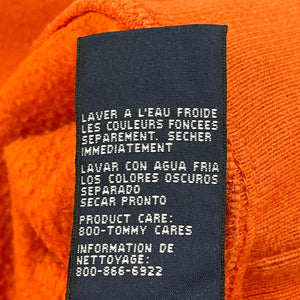 LAVER A L'EAU FROIDE
LES COULEURS FONCEES
SEPAREMENT. SECHER
IMMEDIATEMENT
LAVAR CON AGUA FRIA
LOS COLORES OSCUROS
SEPARADO
SECAR PRONTO
PRODUCT CARE:
800-TOMMY CARES
INFORMATION DE
NETTOYAGE:
800-866-6922